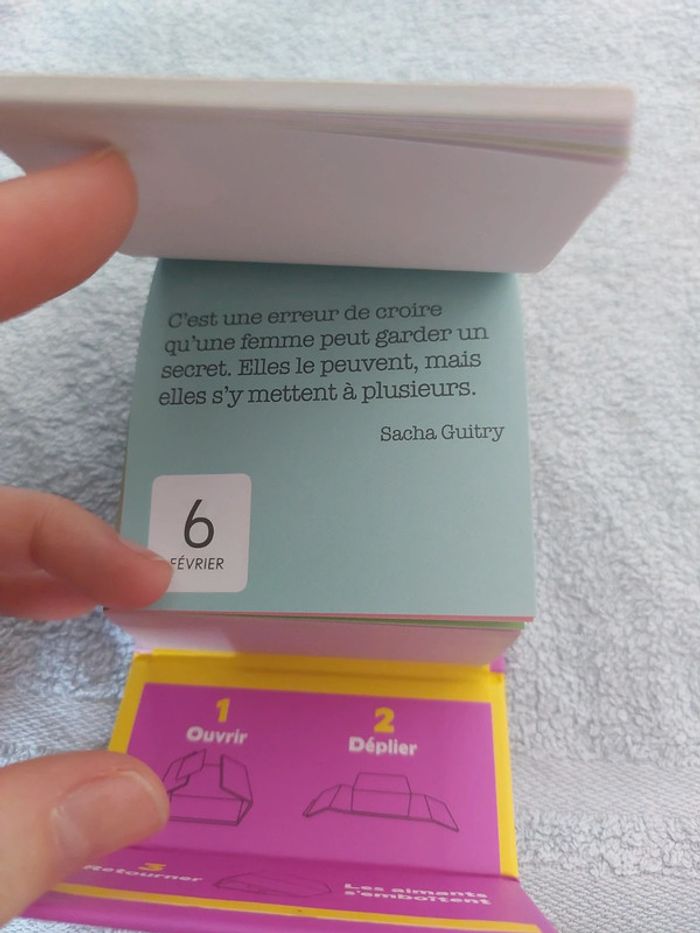 C'est une erreur de croire
qu'une femme peut garder un
secret. Elles le peuvent, mais
elles s'y mettent à plusieurs.
Sacha Guitry
6
FÉVRIER
1
Ouvrir
2
Déplier
3
Retourner
Les aimants
s'emboîtent